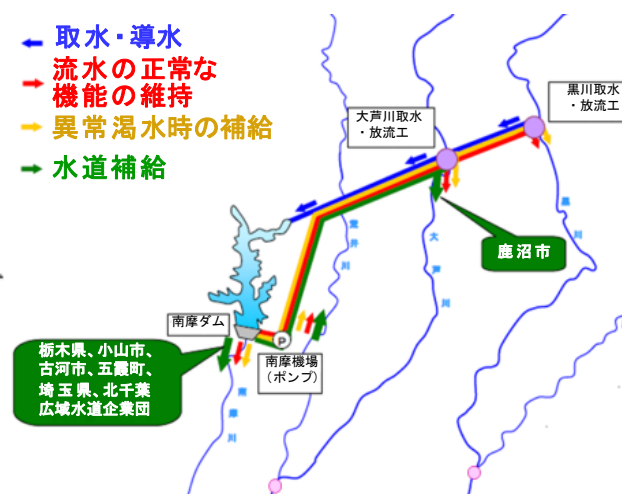 取水・導水
流水の正常な
機能の維持
異常渇水時の補給
水道補給
黒川取水
・放流工
大芦川取水
・放流工
黒川
荒井川
大芦川
鹿沼市
南摩ダム
P
南摩機場
（ポンプ）
栃木県、小山市、
古河市、五霞町、
埼玉県、北千葉
広域水道企業団
南摩川